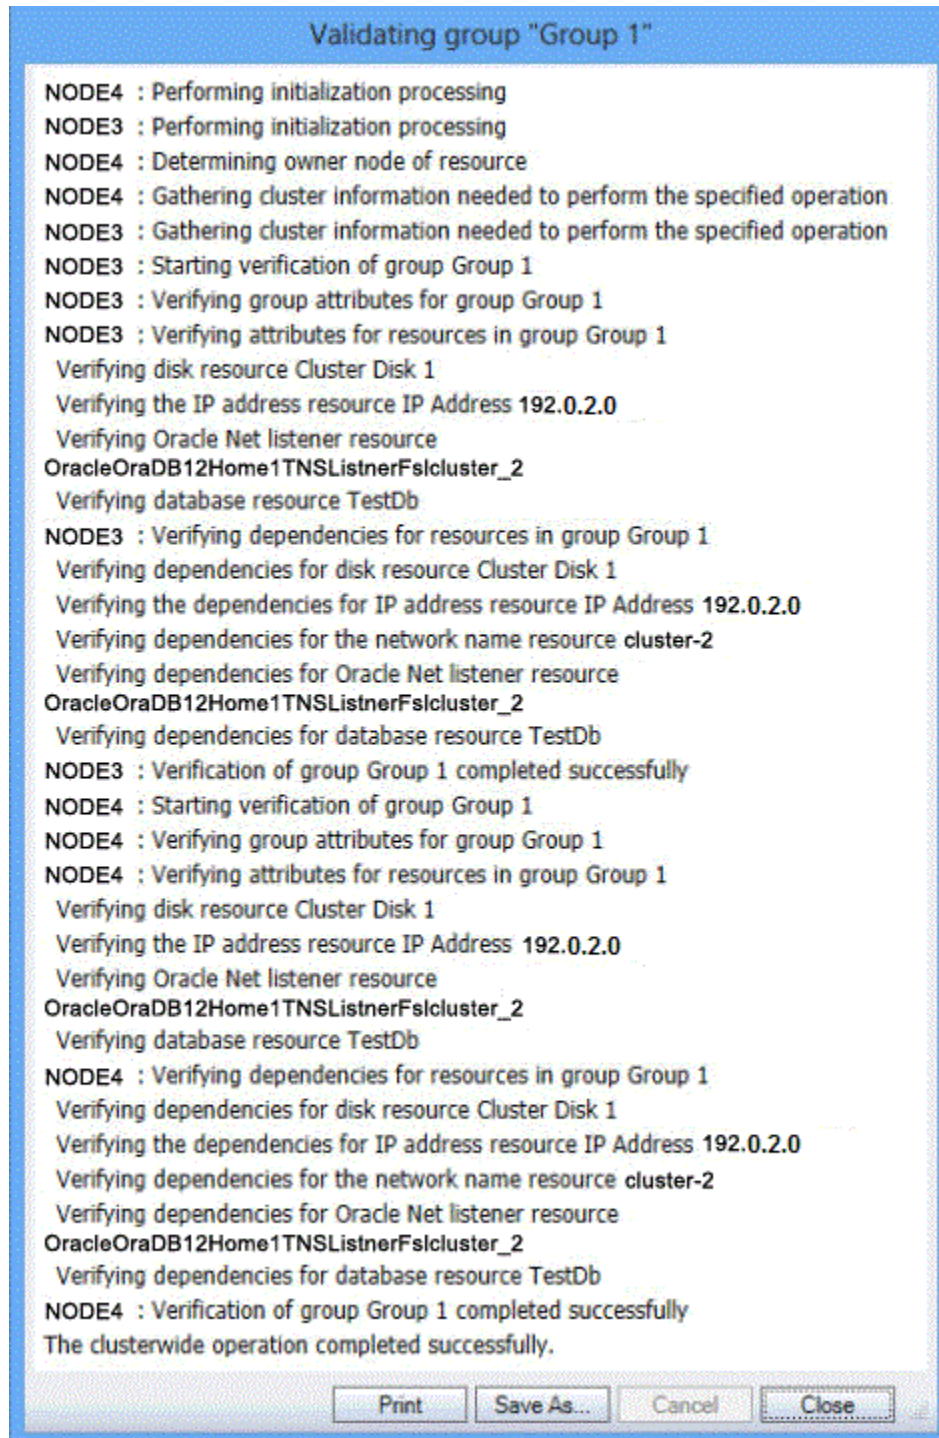 Validating group "Group 1"
NODE4 : Performing initialization processing
NODE3 : Performing initialization processing
NODE4 : Determining owner node of resource
NODE4 : Gathering cluster information needed to perform the specified operation
NODE3 : Gathering cluster information needed to perform the specified operation
NODE3 : Starting verification of group Group 1
NODE3 : Verifying group attributes for group Group 1
NODE3 : Verifying attributes for resources in group Group 1
Verifying disk resource Cluster Disk 1
Verifying the IP address resource IP Address 192.0.2.0
Verifying Oracle Net listener resource
OracleOraDB12Home1TNSListnerFslcluster_2
Verifying database resource TestDb
NODE3 : Verifying dependencies for resources in group Group 1
Verifying dependencies for disk resource Cluster Disk 1
Verifying the dependencies for IP address resource IP Address 192.0.2.0
Verifying dependencies for the network name resource cluster-2
Verifying dependencies for Oracle Net listener resource
OracleOraDB12Home1TNSListnerFslcluster_2
Verifying dependencies for database resource TestDb
NODE3 : Verification of group Group 1 completed successfully
NODE4 : Starting verification of group Group 1
NODE4 : Verifying group attributes for group Group 1
NODE4 : Verifying attributes for resources in group Group 1
Verifying disk resource Cluster Disk 1
Verifying the IP address resource IP Address 192.0.2.0
Verifying Oracle Net listener resource
OracleOraDB12Home1TNSListnerFslcluster_2
Verifying database resource TestDb
NODE4 : Verifying dependencies for resources in group Group 1
Verifying dependencies for disk resource Cluster Disk 1
Verifying the dependencies for IP address resource IP Address 192.0.2.0
Verifying dependencies for the network name resource cluster-2
Verifying dependencies for Oracle Net listener resource
OracleOraDB12Home1TNSListnerFslcluster_2
Verifying dependencies for database resource TestDb
NODE4 : Verification of group Group 1 completed successfully
The clusterwide operation completed successfully.
Print Save As... Cancel Close